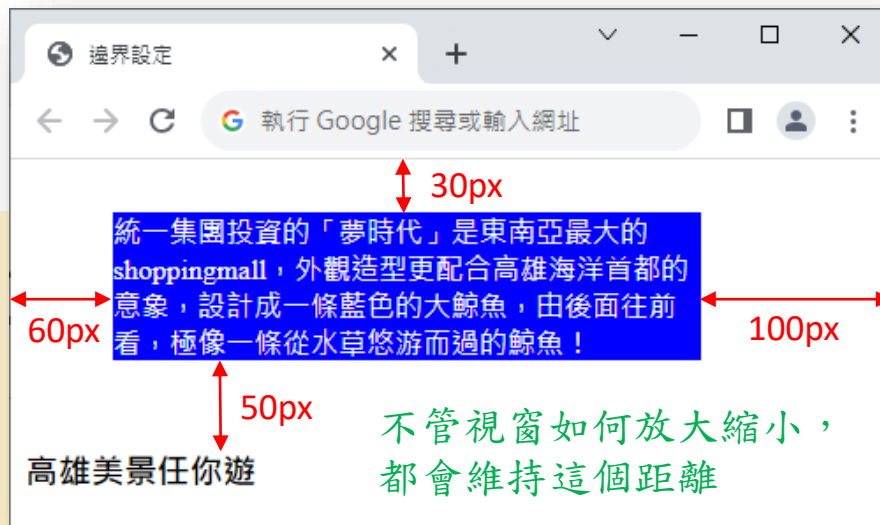 邊界設定
執行 Google 搜尋或輸入網址
30px
統一集團投資的「夢時代」是東南亞最大的
shoppingmall，外觀造型更配合高雄海洋首都的
意象，設計成一條藍色的大鯨魚，由後面往前
看，極像一條從水草悠游而過的鯨魚！
60px
100px
50px
不管視窗如何放大縮小，
都會維持這個距離
高雄美景任你遊